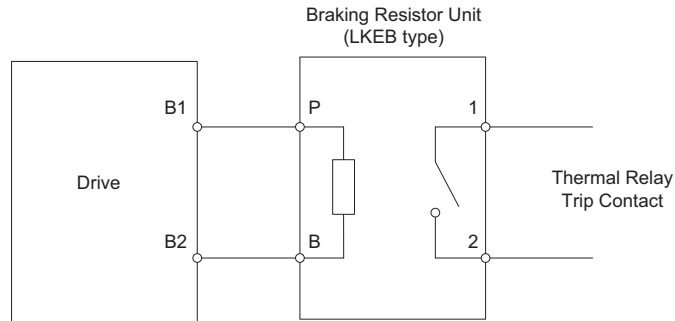 Braking Resistor Unit
(LKEB type)
B1
P
1
Drive
Thermal Relay
Trip Contact
B2
B
2